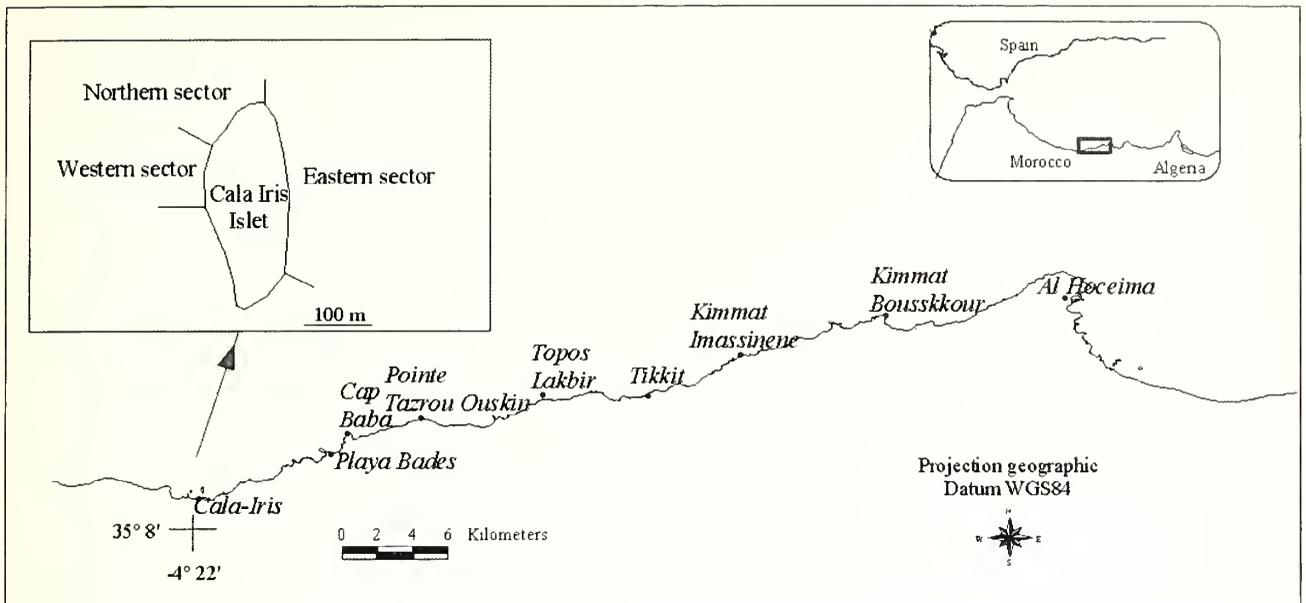 Northern sector
Western sector
Eastern sector
Cala Iris
Islet
100 m
Spain
Morocco
Algeria
Kimmat
Bousskkour
Al Hoceima
Kimmat
Imassinene
Topos
Lakbir
Tikkit
Pointe
Tazrou Ouskin
Cap
Baba
Playa Bades
Cala-Iris
35° 8'
-4° 22'
0 2 4 6 Kilometers
Projection geographic
Datum WGS84
N
W E
S